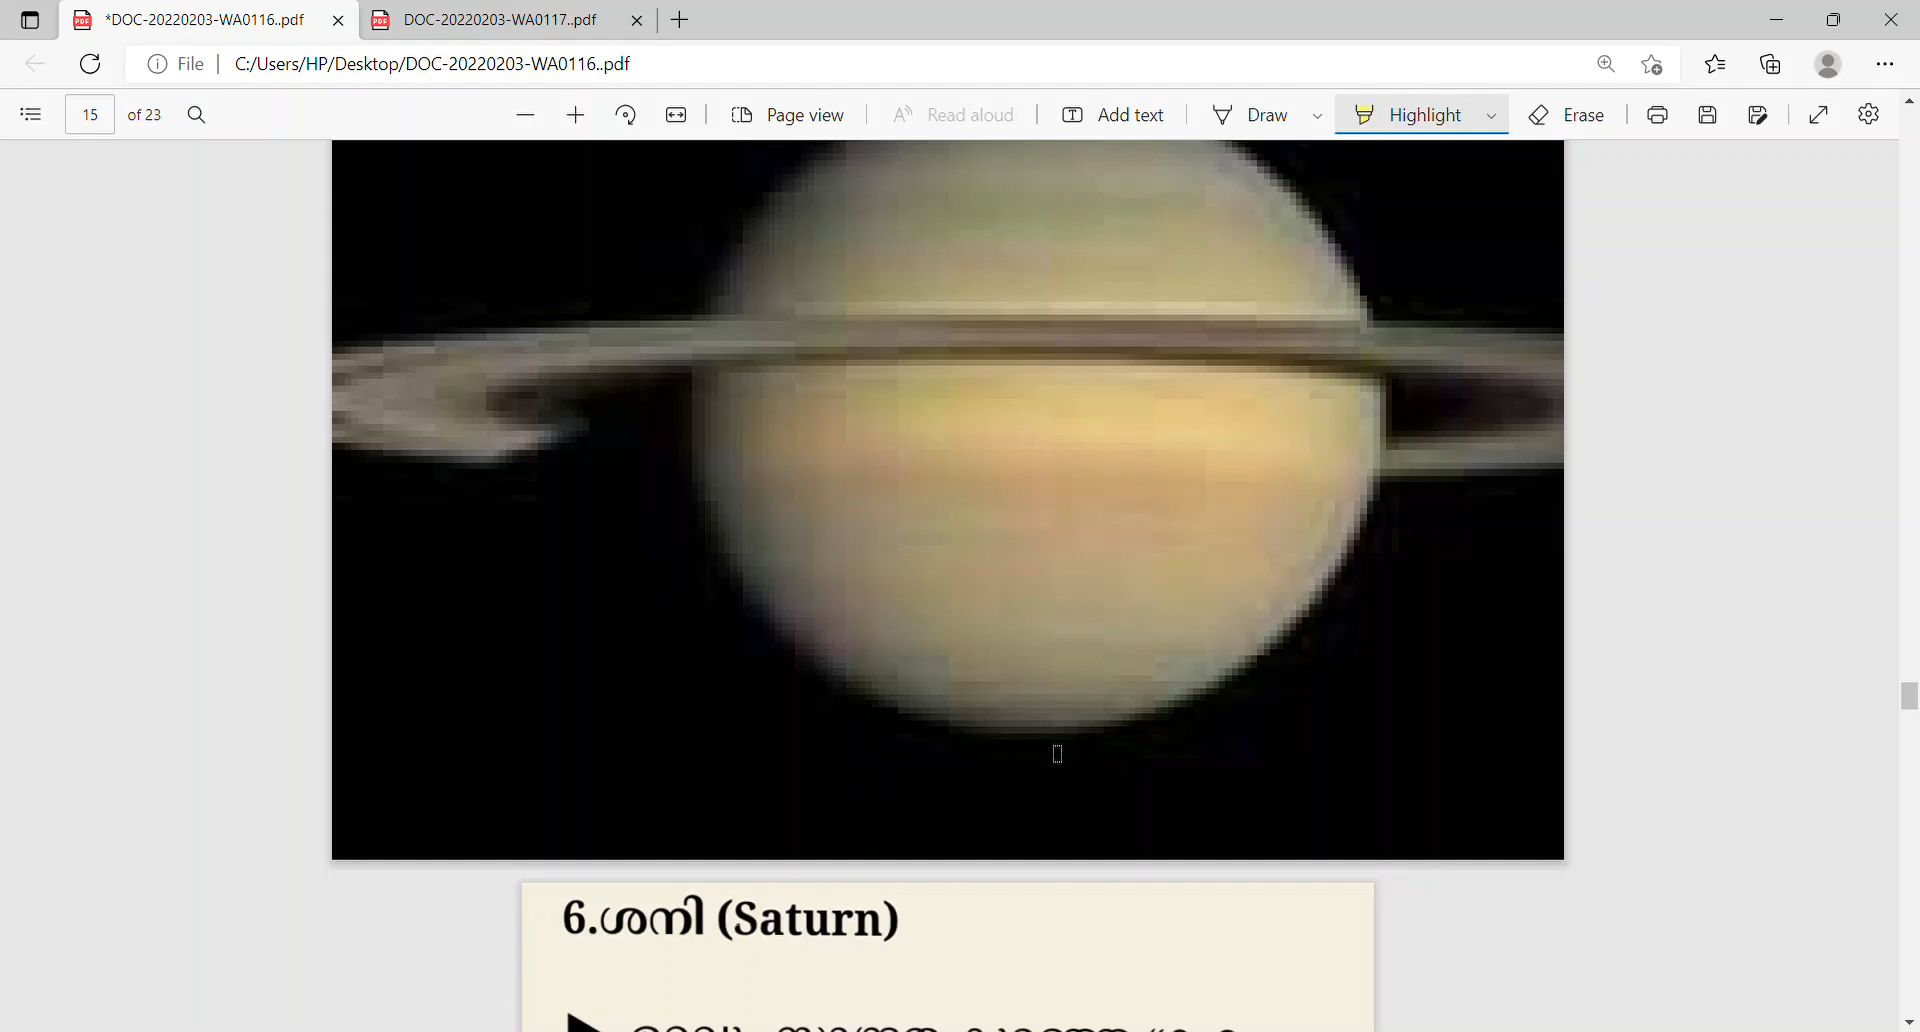 *DOC-20220203-WA0116..pdf
DOC-20220203-WA0117..pdf
File
C:/Users/HP/Desktop/DOC-20220203-WA0116..pdf
15 of 23
Page view
Read aloud
Add text
Draw
Highlight
Erase
6.ശനി (Saturn)